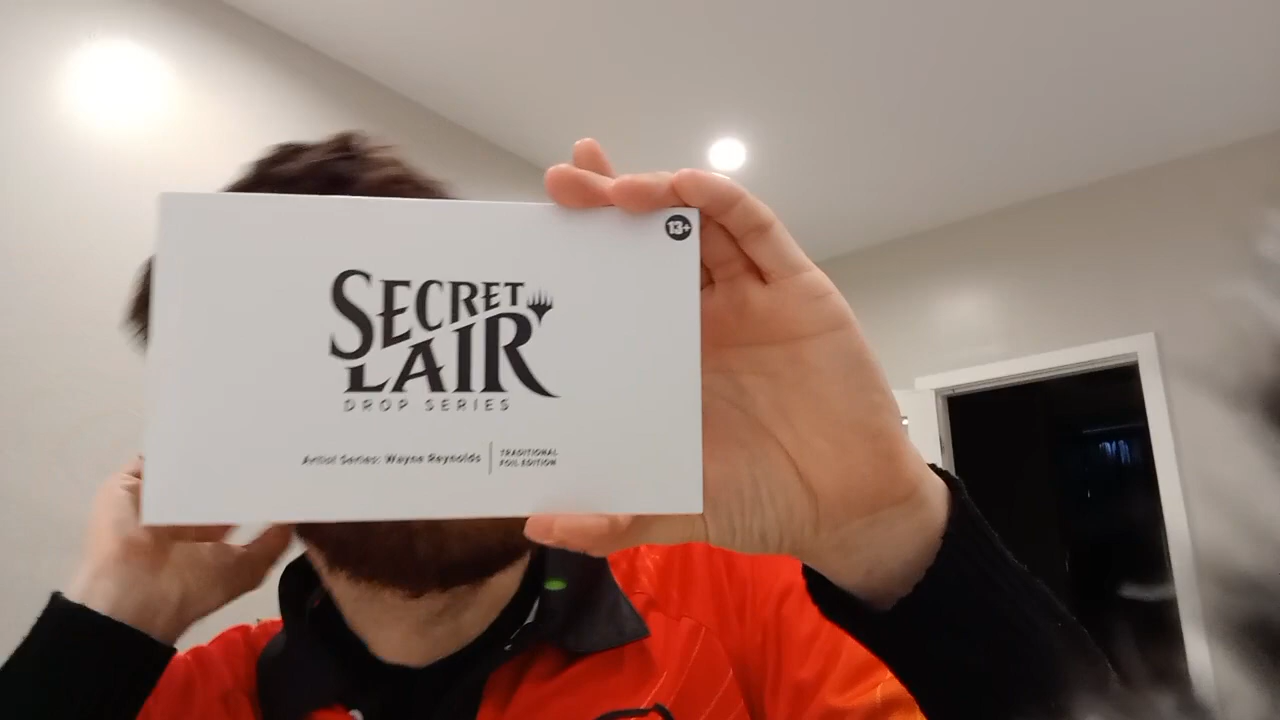 13+
SECRET
LAIR
DROP SERIES
Artist Series: Wayne Reynolds
TRADITIONAL
FOIL EDITION